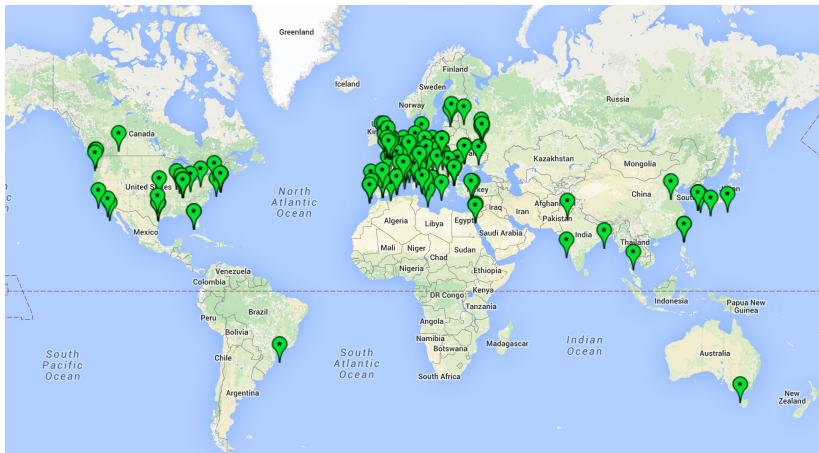 Greenland
Iceland
Finland
Sweden
Norway
Russia
Canada
Kazakhstan
Mongolia
North
Atlantic
Ocean
United States
China
Afghanistan
Iraq
Iran
Pakistan
Algeria
Libya
Egypt
Mexico
Saudi Arabia
India
Mali
Niger
Chad
Sudan
Thailand
Nigeria
Ethiopia
Venezuela
Colombia
DR Congo
Kenya
Tanzania
Indonesia
Papua New
Guinea
Brazil
Peru
Angola
Bolivia
Namibia
Botswana
Madagascar
Indian
Ocean
South
Pacific
Ocean
South
Atlantic
Ocean
Chile
Australia
South Africa
Argentina
New
Zealand